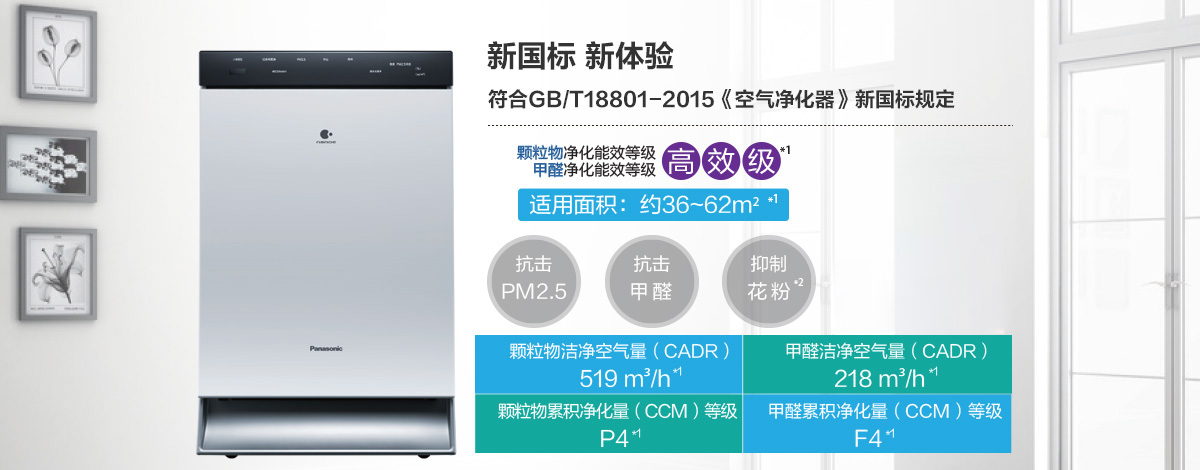 新国标 新体验
符合GB/T18801-2015《空气净化器》新国标规定
颗粒物净化能效等级
甲醛净化能效等级
高效级*1
适用面积：约36~62m² *1
抗击
PM2.5
抗击
甲醛
抑制
花粉*2
颗粒物洁净空气量（CADR）
519 m³/h*1
甲醛洁净空气量（CADR）
218 m³/h*1
颗粒物累积净化量（CCM）等级
P4*1
甲醛累积净化量（CCM）等级
F4*1
Panasonic